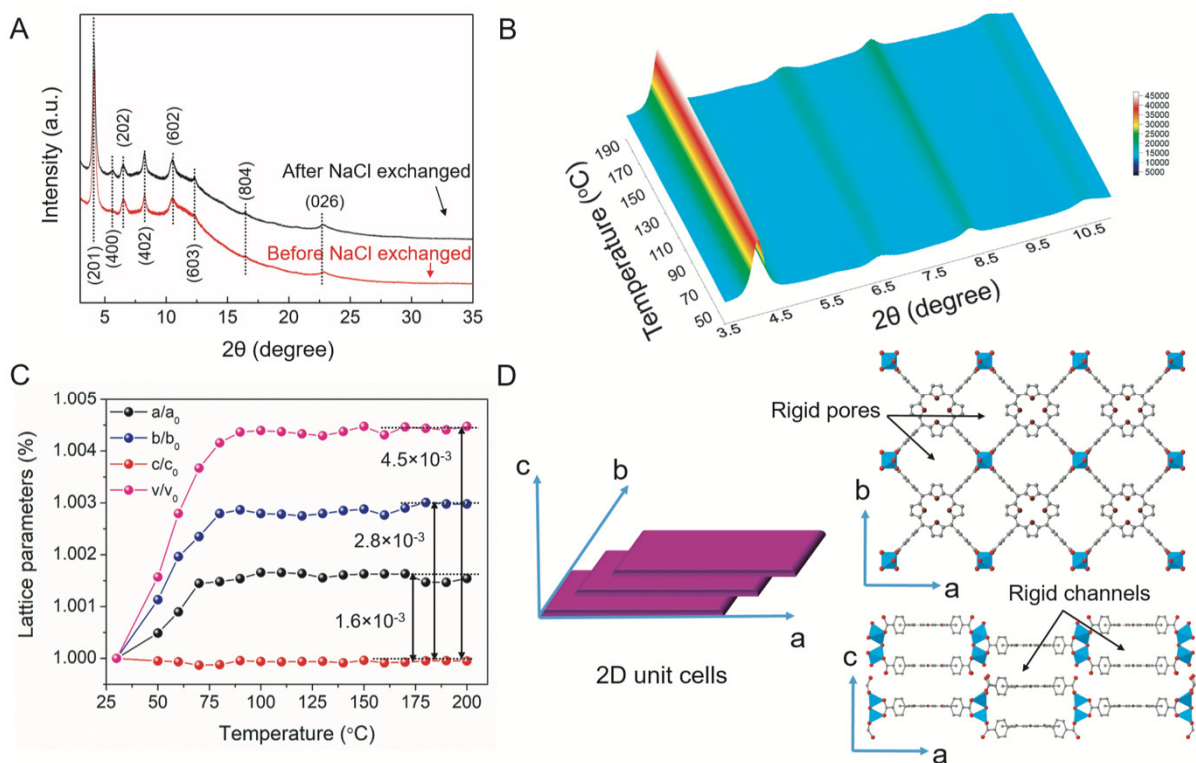 A
Intensity (a.u.)
(202)
(602)
After NaCl exchanged
(804)
(026)
(201)
(400)
(402)
(603)
Before NaCl exchanged
5
10
15
20
25
30
35
2θ (degree)
B
45000
40000
35000
30000
25000
20000
15000
10000
5000
Temperature (°C)
190
170
150
130
110
90
70
50
3.5
4.5
5.5
6.5
7.5
8.5
9.5
10.5
2θ (degree)
C
Lattice parameters (%)
1.005
1.004
1.003
1.002
1.001
1.000
a/a0
b/b0
c/c0
v/v0
4.5×10⁻³
2.8×10⁻³
1.6×10⁻³
25
50
75
100
125
150
175
200
Temperature (°C)
D
c
b
a
2D unit cells
Rigid pores
b
a
Rigid channels
c
a